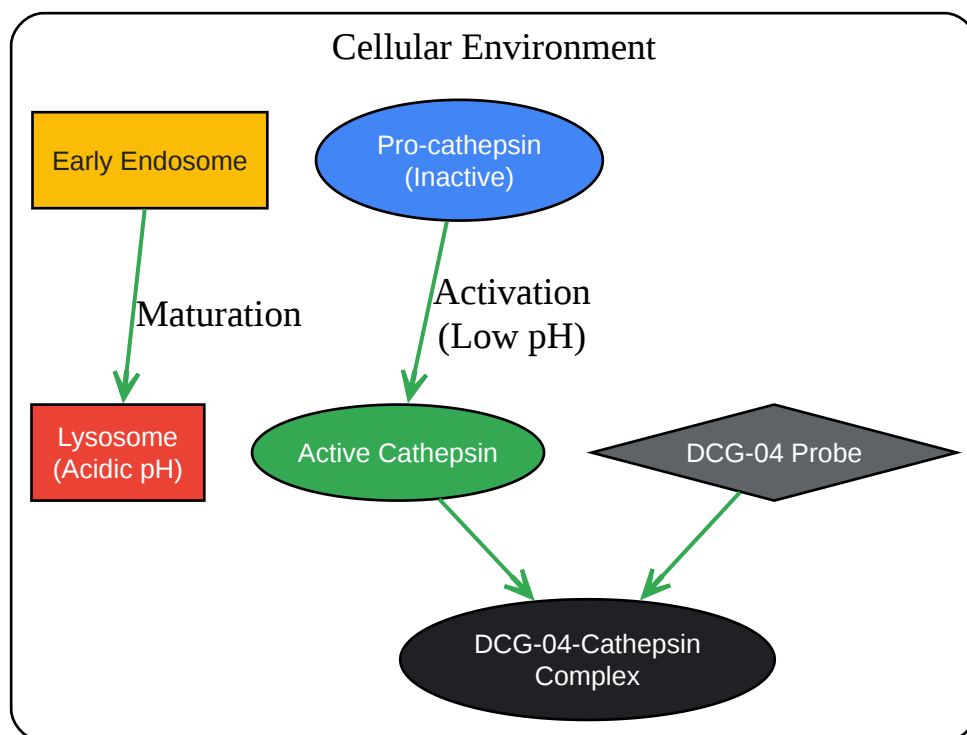 Cellular Environment
Early Endosome
Pro-cathepsin
(Inactive)
Maturation
Activation
(Low pH)
Lysosome
(Acidic pH)
Active Cathepsin
DCG-04 Probe
DCG-04-Cathepsin
Complex